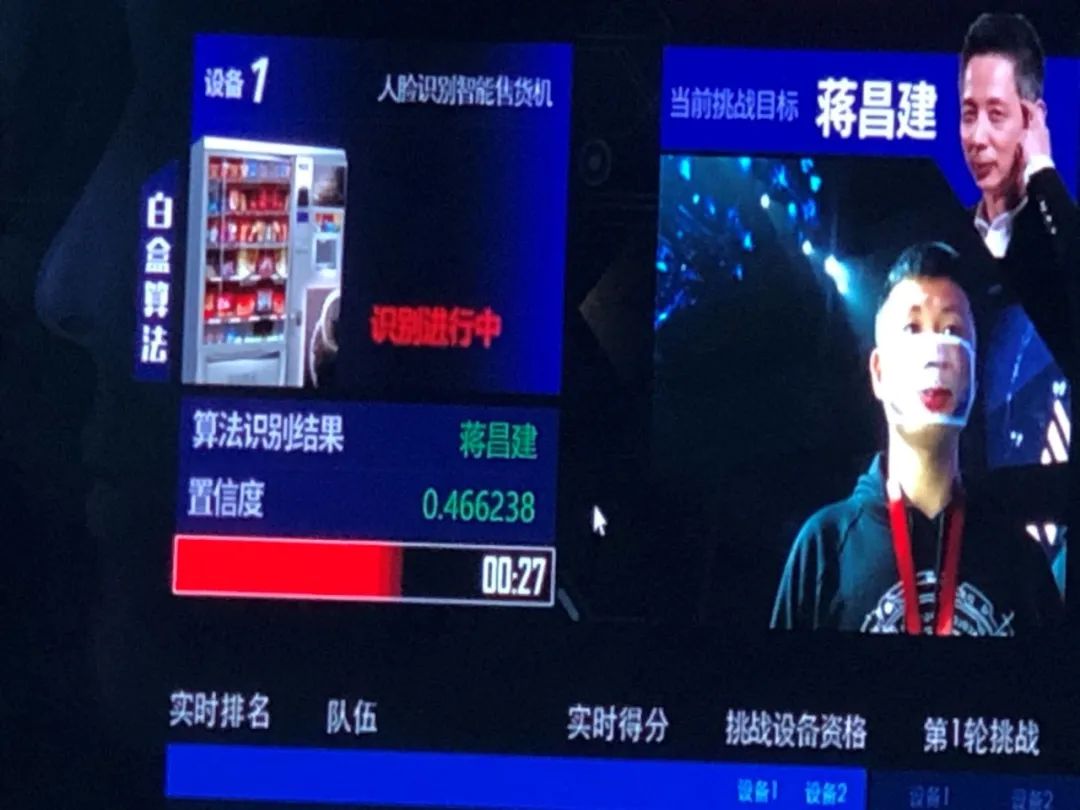 设备1
人脸识别智能售货机
当前挑战目标 蒋昌建
白盒算法
识别进行中
算法识别结果 蒋昌建
置信度 0.466238
00:27
实时排名 队伍 实时得分 挑战设备资格 第1轮挑战
设备1 设备2 设备1 设备2